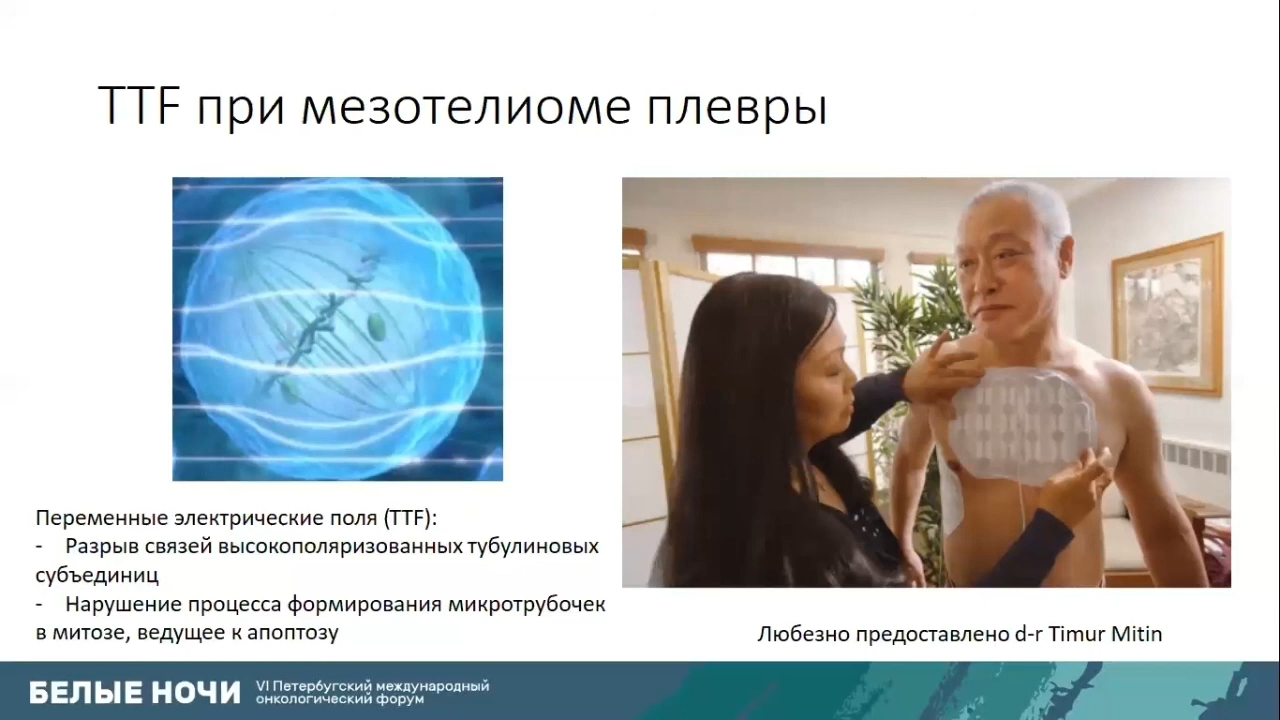 TTF при мезотелиоме плевры
Переменные электрические поля (TTF):
- Разрыв связей высокополяризованных тубулиновых
субъединиц
- Нарушение процесса формирования микротрубочек
в митозе, ведущее к апоптозу
Любезно предоставлено d-r Timur Mitin
БЕЛЫЕ НОЧИ
VI Петербургский международный
онкологический форум